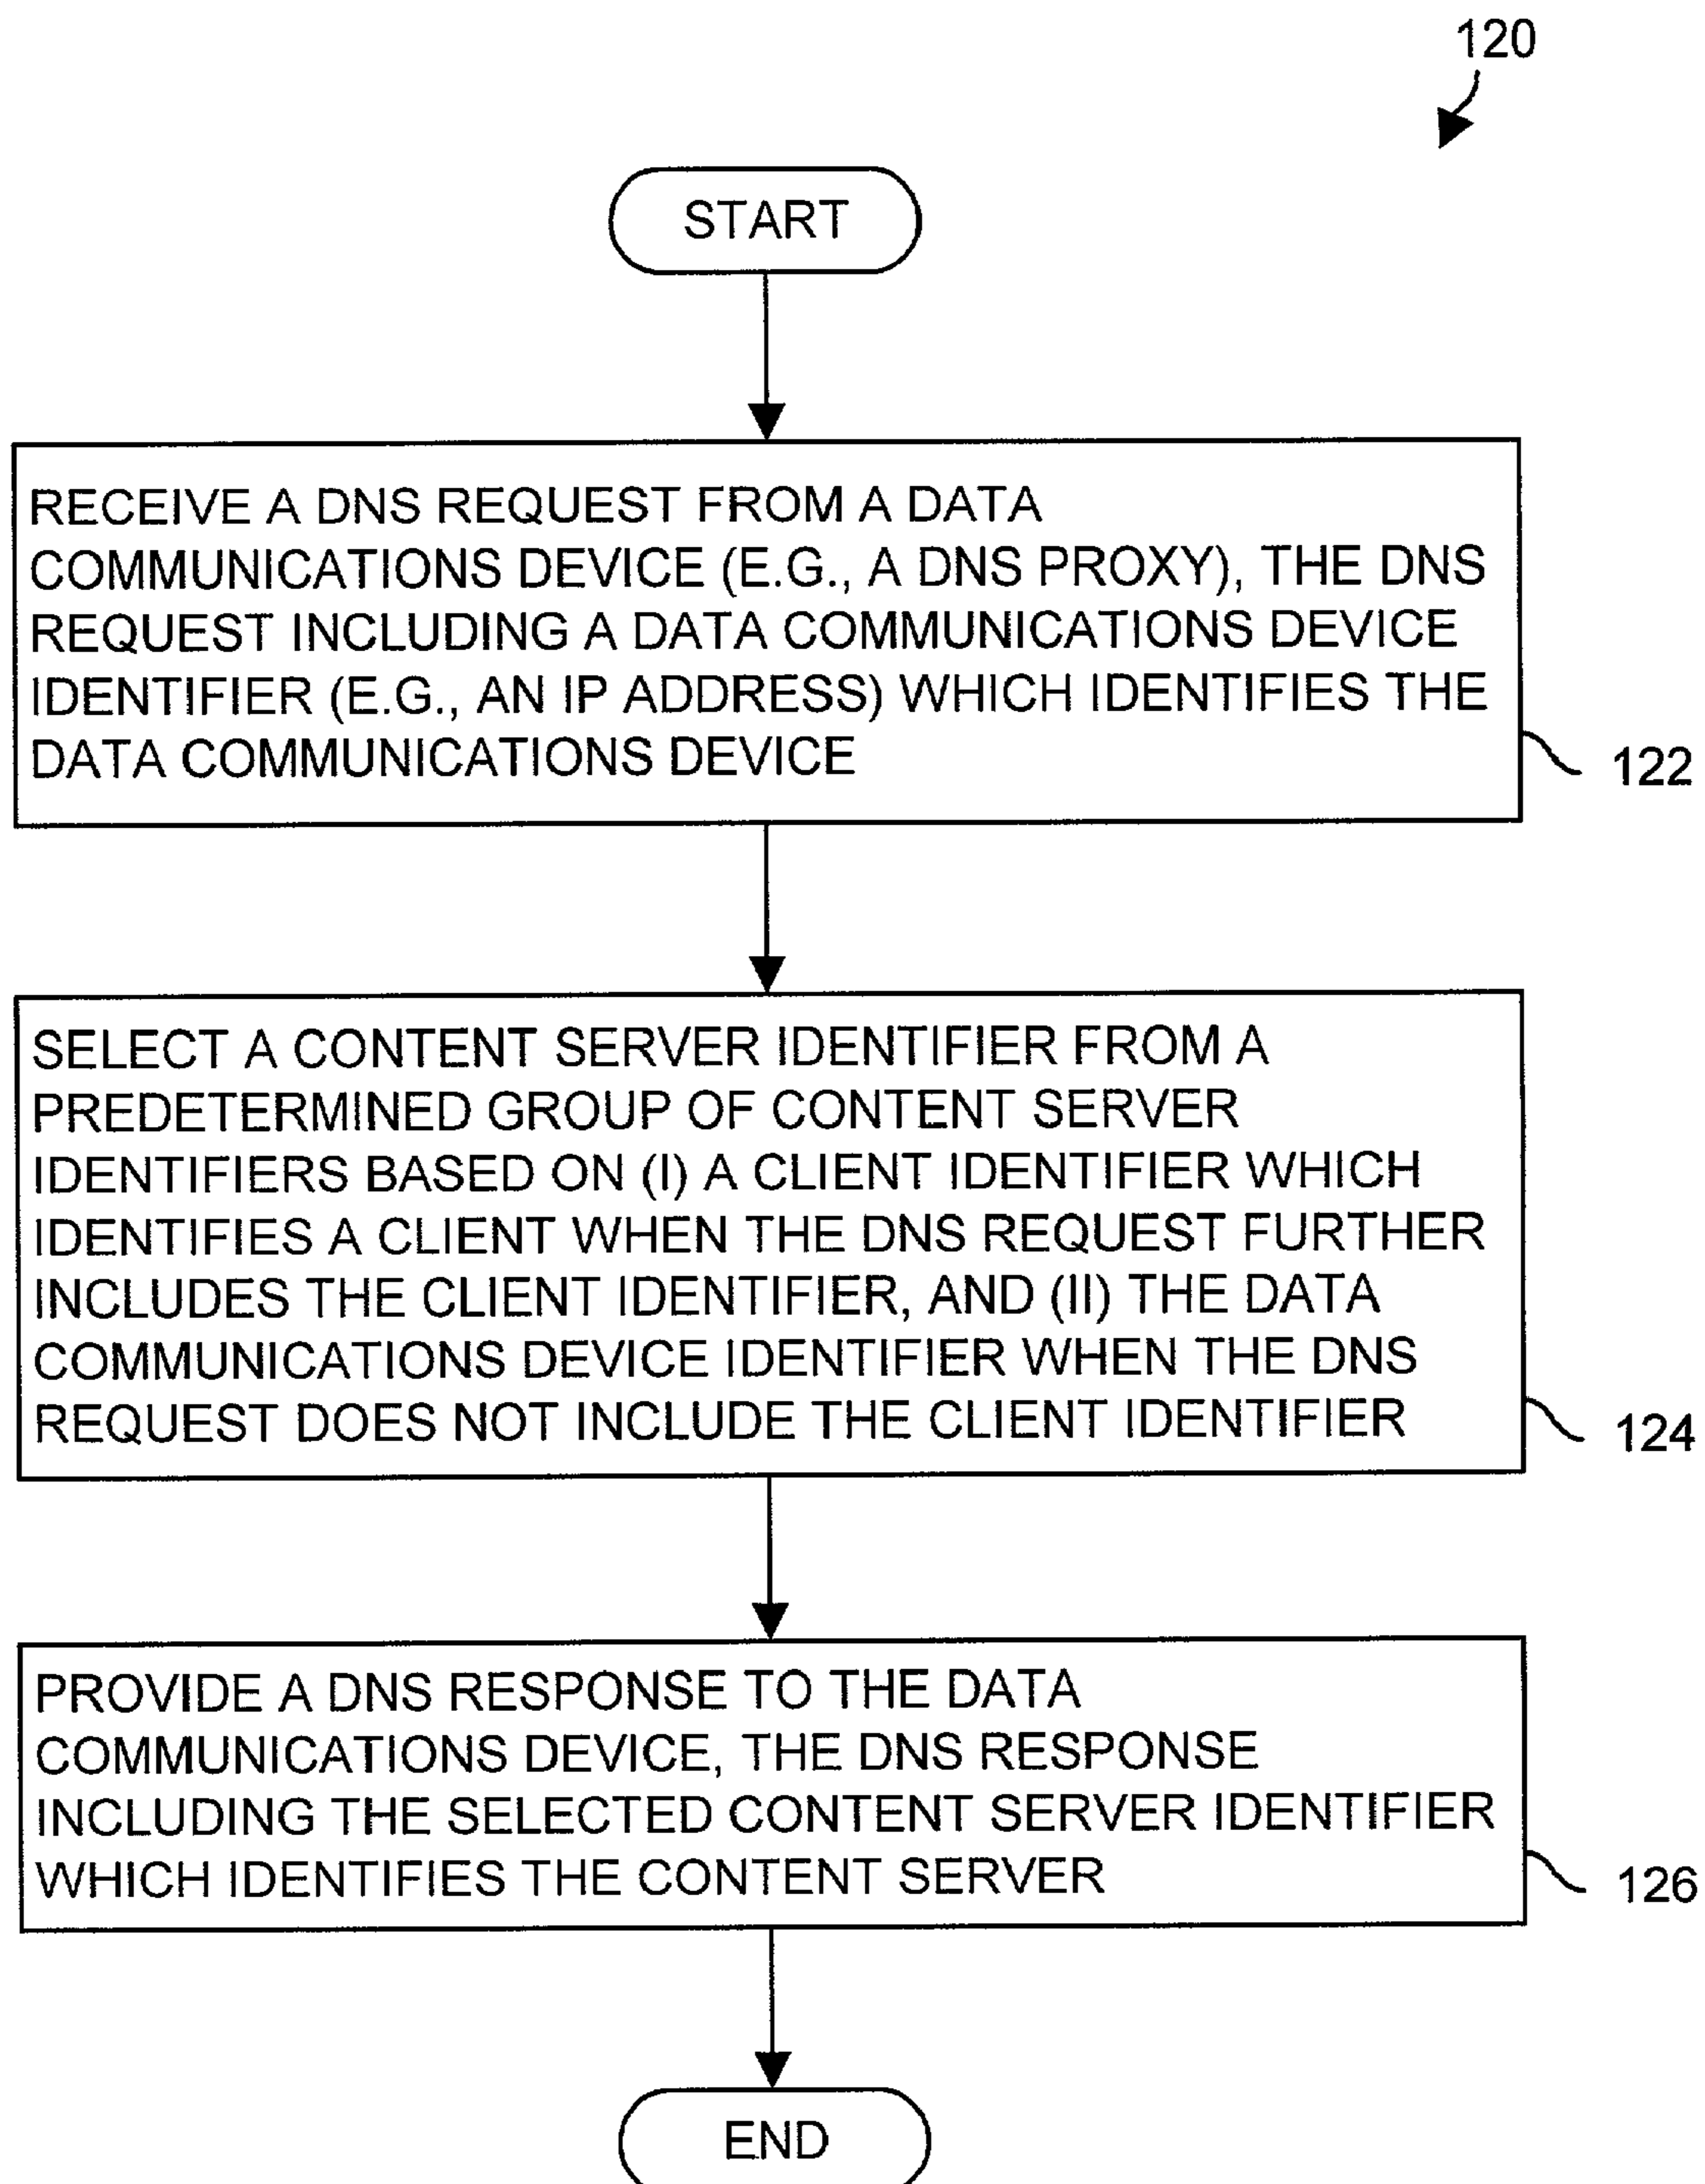 120
START
RECEIVE A DNS REQUEST FROM A DATA
COMMUNICATIONS DEVICE (E.G., A DNS PROXY), THE DNS
REQUEST INCLUDING A DATA COMMUNICATIONS DEVICE
IDENTIFIER (E.G., AN IP ADDRESS) WHICH IDENTIFIES THE
DATA COMMUNICATIONS DEVICE
122
SELECT A CONTENT SERVER IDENTIFIER FROM A
PREDETERMINED GROUP OF CONTENT SERVER
IDENTIFIERS BASED ON (I) A CLIENT IDENTIFIER WHICH
IDENTIFIES A CLIENT WHEN THE DNS REQUEST FURTHER
INCLUDES THE CLIENT IDENTIFIER, AND (II) THE DATA
COMMUNICATIONS DEVICE IDENTIFIER WHEN THE DNS
REQUEST DOES NOT INCLUDE THE CLIENT IDENTIFIER
124
PROVIDE A DNS RESPONSE TO THE DATA
COMMUNICATIONS DEVICE, THE DNS RESPONSE
INCLUDING THE SELECTED CONTENT SERVER IDENTIFIER
WHICH IDENTIFIES THE CONTENT SERVER
126
END